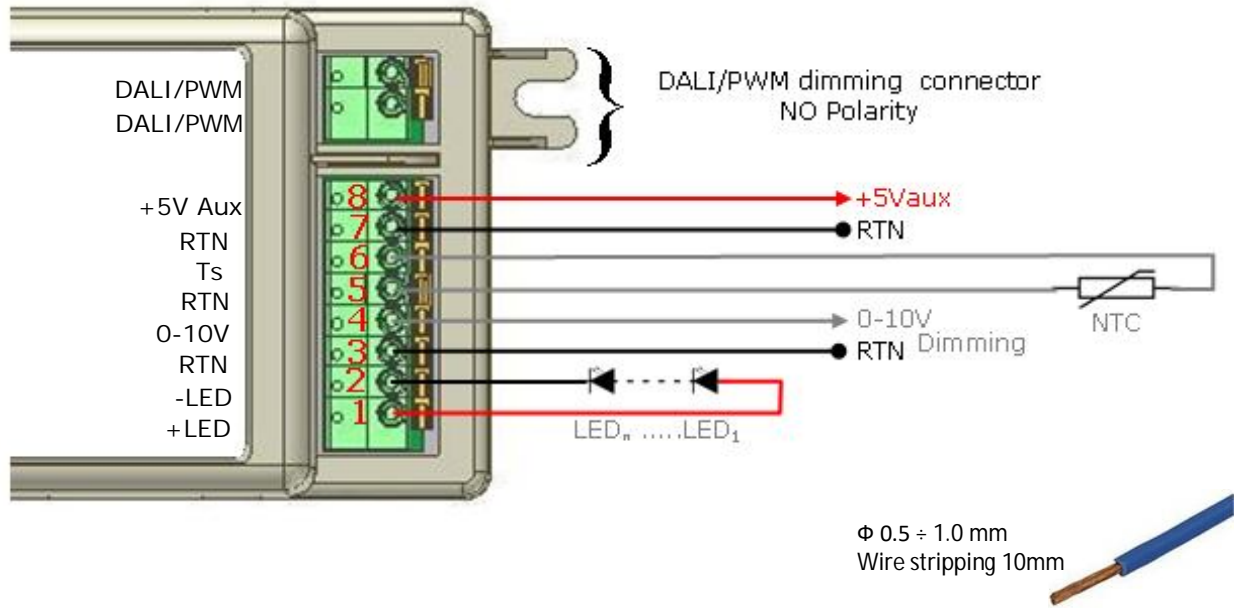 DALI/PWM
DALI/PWM
DALI/PWM dimming connector
NO Polarity
+5V Aux
RTN
Ts
RTN
0-10V
RTN
-LED
+LED
8
7
6
5
4
3
2
1
+5Vaux
RTN
NTC
0-10V
Dimming
RTN
LEDₙ .....LED₁
Φ 0.5 ÷ 1.0 mm
Wire stripping 10mm